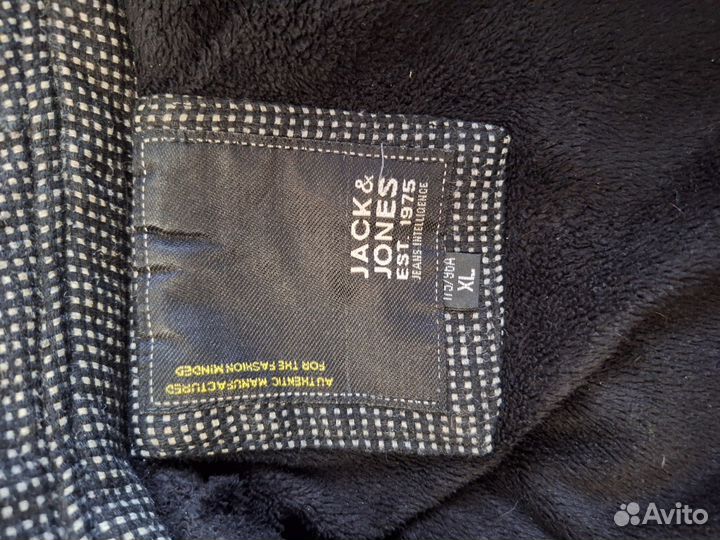 JACK &
JONES
EST. 1975
JEANS INTELLIGENCE
XL
AUTHENTIC MANUFACTURED
FOR THE FASHION MINDED
Avito